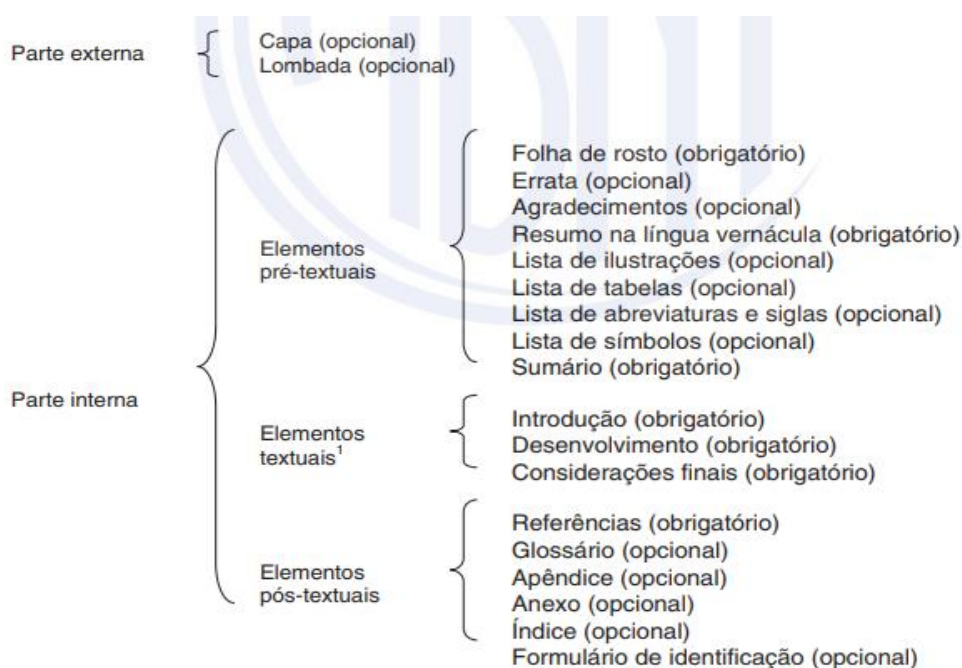 Parte externa
Capa (opcional)
Lombada (opcional)
Parte interna
Elementos
pré-textuais
Folha de rosto (obrigatório)
Errata (opcional)
Agradecimentos (opcional)
Resumo na língua vernácula (obrigatório)
Lista de ilustrações (opcional)
Lista de tabelas (opcional)
Lista de abreviaturas e siglas (opcional)
Lista de símbolos (opcional)
Sumário (obrigatório)
Elementos
textuais¹
Introdução (obrigatório)
Desenvolvimento (obrigatório)
Considerações finais (obrigatório)
Elementos
pós-textuais
Referências (obrigatório)
Glossário (opcional)
Apêndice (opcional)
Anexo (opcional)
Índice (opcional)
Formulário de identificação (opcional)